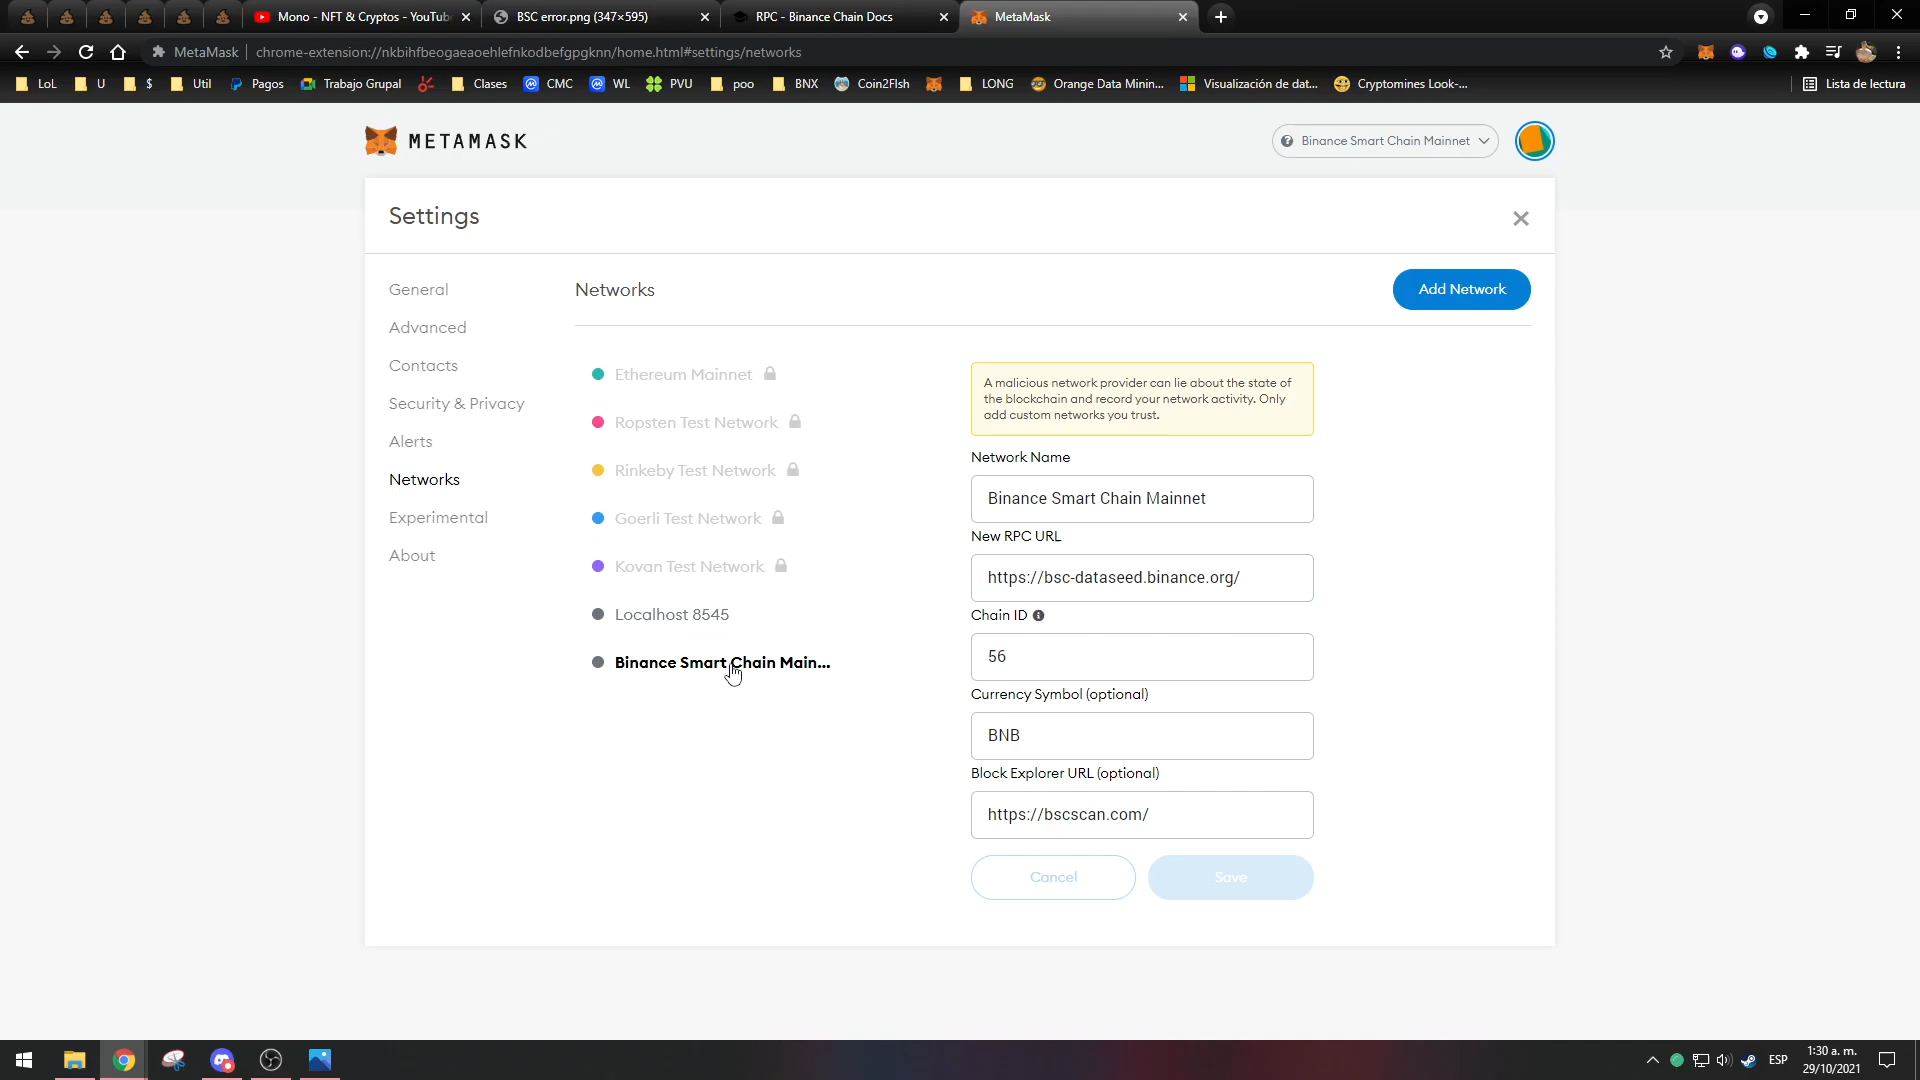 Mono - NFT & Cryptos - YouTub
BSC error.png (347×595)
RPC - Binance Chain Docs
MetaMask
MetaMask
chrome-extension://nkbihfbeogaeaoehlefnkodbefgpgknn/home.html#settings/networks
LoL
U
$
Util
Pagos
Trabajo Grupal
Clases
CMC
WL
PVU
poo
BNX
Coin2FIsh
LONG
Orange Data Minin...
Visualización de dat...
Cryptomines Look-...
Lista de lectura
METAMASK
Binance Smart Chain Mainnet
Settings
General
Advanced
Contacts
Security & Privacy
Alerts
Networks
Experimental
About
Networks
Add Network
Ethereum Mainnet
Ropsten Test Network
Rinkeby Test Network
Goerli Test Network
Kovan Test Network
Localhost 8545
Binance Smart Chain Main...
A malicious network provider can lie about the state of
the blockchain and record your network activity. Only
add custom networks you trust.
Network Name
Binance Smart Chain Mainnet
New RPC URL
https://bsc-dataseed.binance.org/
Chain ID
56
Currency Symbol (optional)
BNB
Block Explorer URL (optional)
https://bscscan.com/
Cancel
Save
ESP
1:30 a. m.
29/10/2021